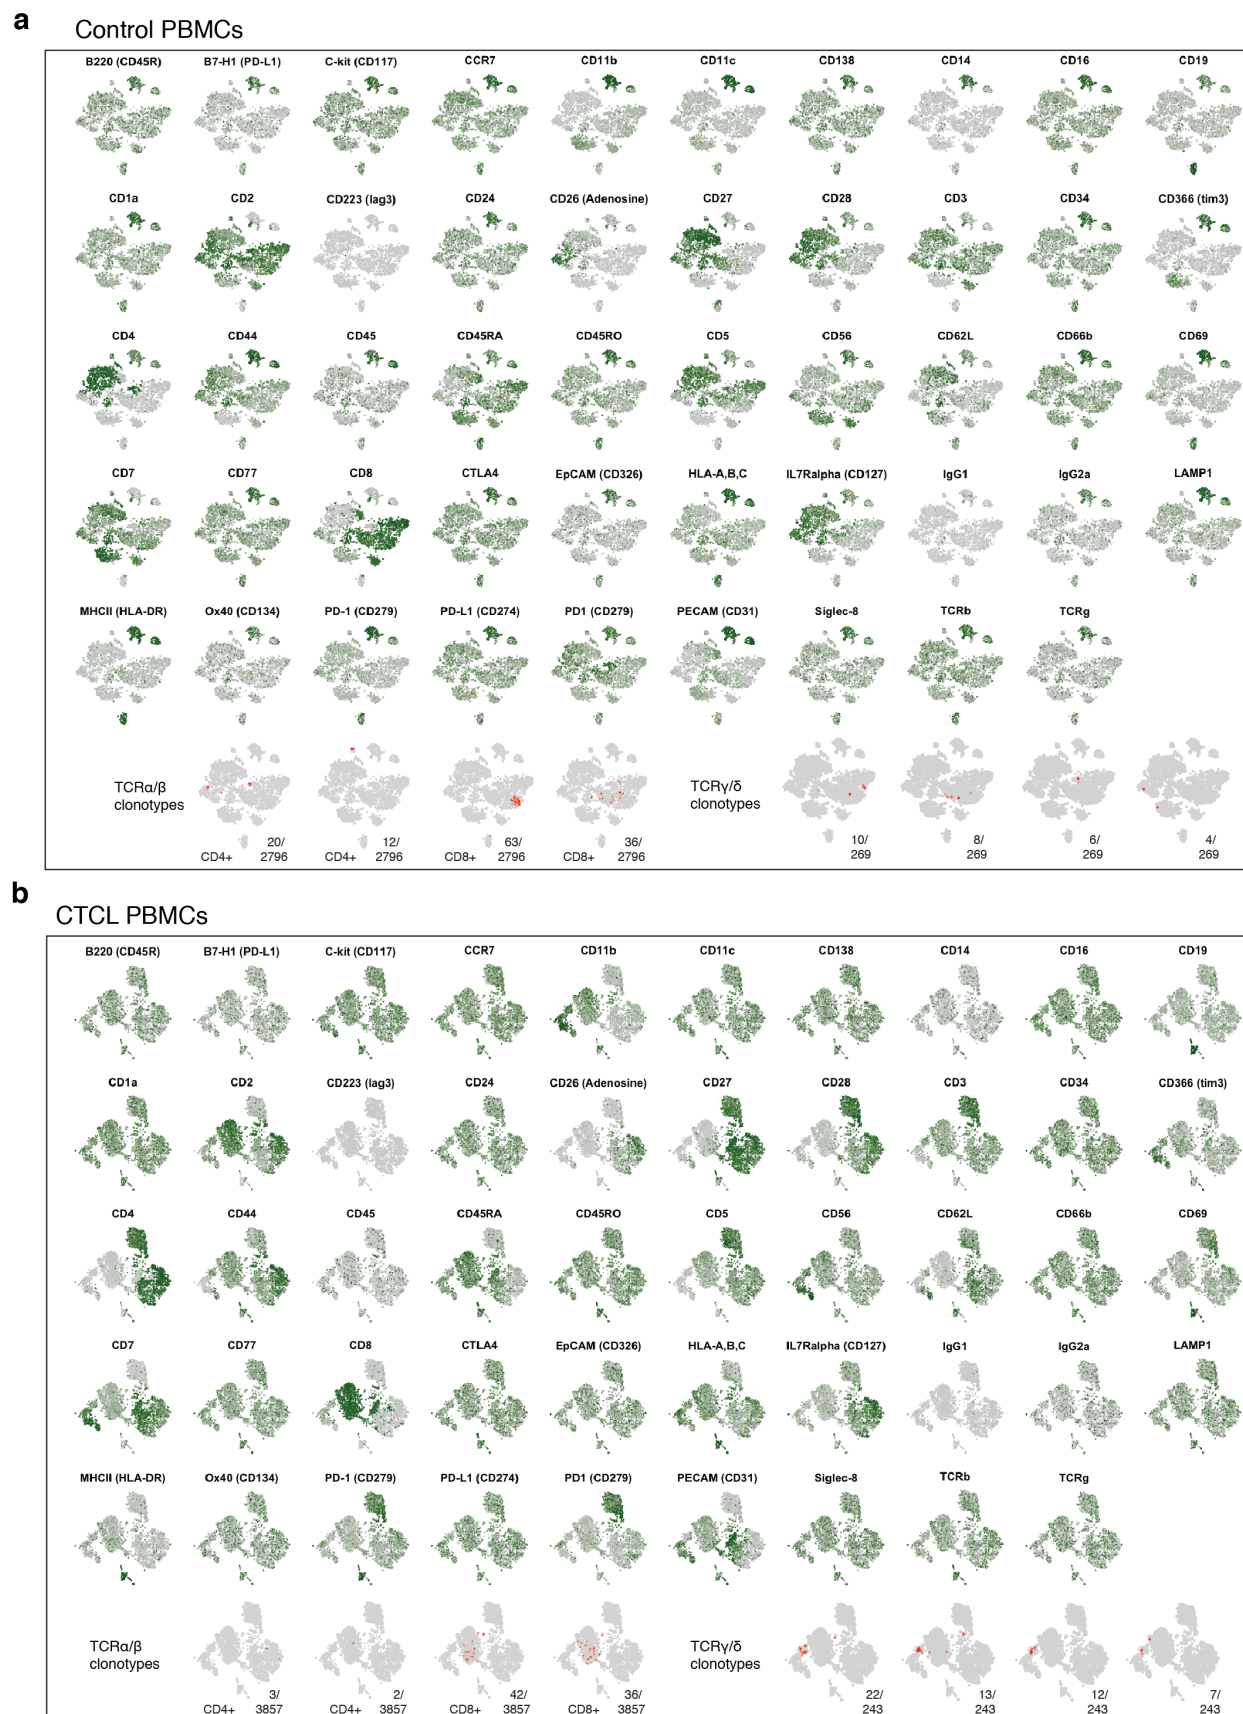 a
Control PBMCs
B220 (CD45R) B7-H1 (PD-L1) C-kit (CD117) CCR7 CD11b CD11c CD138 CD14 CD16 CD19
CD1a CD2 CD223 (lag3) CD24 CD26 (Adenosine) CD27 CD28 CD3 CD34 CD366 (tim3)
CD4 CD44 CD45 CD45RA CD45RO CD5 CD56 CD62L CD66b CD69
CD7 CD77 CD8 CTLA4 EpCAM (CD326) HLA-A,B,C IL7Ralpha (CD127) IgG1 IgG2a LAMP1
MHCII (HLA-DR) Ox40 (CD134) PD-1 (CD279) PD-L1 (CD274) PD1 (CD279) PECAM (CD31) Siglec-8 TCRb TCRg
TCRα/β TCRγ/δ
clonotypes clonotypes
20/ 12/ 63/ 36/ 10/ 8/ 6/ 4/
CD4+ 2796 CD4+ 2796 CD8+ 2796 CD8+ 2796 269 269 269 269
b
CTCL PBMCs
B220 (CD45R) B7-H1 (PD-L1) C-kit (CD117) CCR7 CD11b CD11c CD138 CD14 CD16 CD19
CD1a CD2 CD223 (lag3) CD24 CD26 (Adenosine) CD27 CD28 CD3 CD34 CD366 (tim3)
CD4 CD44 CD45 CD45RA CD45RO CD5 CD56 CD62L CD66b CD69
CD7 CD77 CD8 CTLA4 EpCAM (CD326) HLA-A,B,C IL7Ralpha (CD127) IgG1 IgG2a LAMP1
MHCII (HLA-DR) Ox40 (CD134) PD-1 (CD279) PD-L1 (CD274) PD1 (CD279) PECAM (CD31) Siglec-8 TCRb TCRg
TCRα/β TCRγ/δ
clonotypes clonotypes
3/ 2/ 42/ 36/ 22/ 13/ 12/ 7/
CD4+ 3857 CD4+ 3857 CD8+ 3857 CD8+ 3857 243 243 243 243